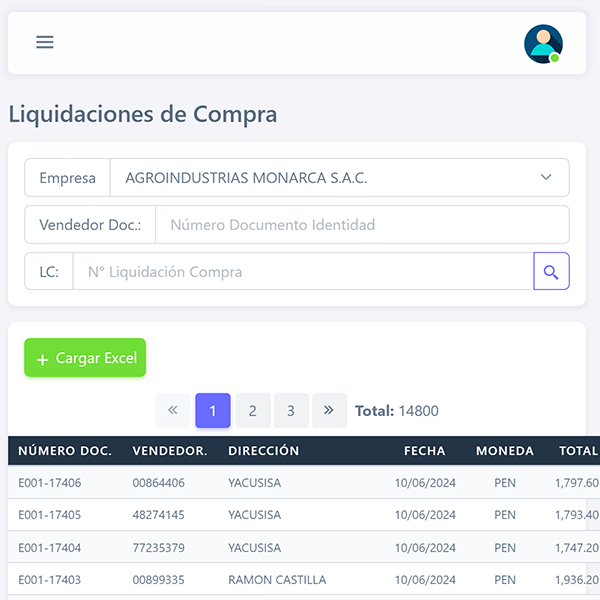 Liquidaciones de Compra
Empresa AGROINDUSTRIAS MONARCA S.A.C.
Vendedor Doc.: Número Documento Identidad
LC: N° Liquidación Compra
+ Cargar Excel
« 1 2 3 » Total: 14800
NÚMERO DOC. VENDEDOR. DIRECCIÓN FECHA MONEDA TOTAL
E001-17406 00864406 YACUSISA 10/06/2024 PEN 1,797.60
E001-17405 48274145 YACUSISA 10/06/2024 PEN 1,793.40
E001-17404 77235379 YACUSISA 10/06/2024 PEN 1,747.20
E001-17403 00899335 RAMON CASTILLA 10/06/2024 PEN 1,936.20